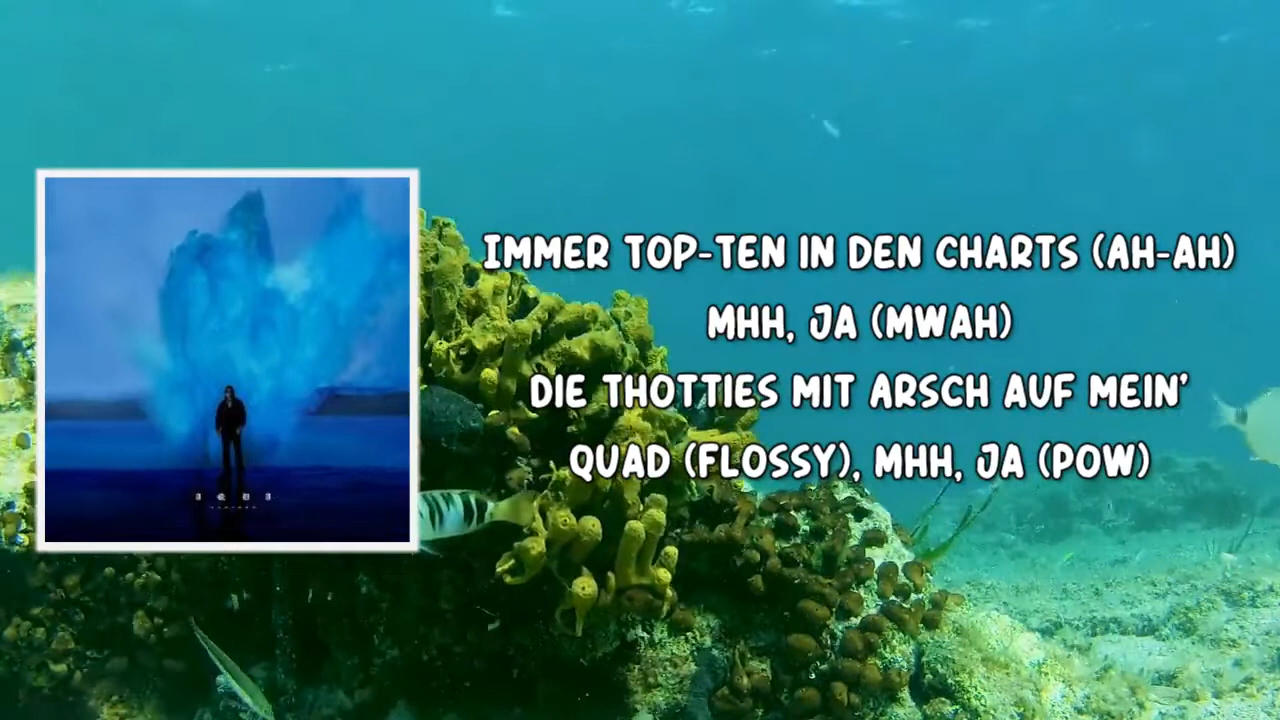 IMMER TOP-TEN IN DEN CHARTS (AH-AH)
MHH, JA (MWAH)
DIE THOTTIES MIT ARSCH AUF MEIN'
QUAD (FLOSSY), MHH, JA (POW)